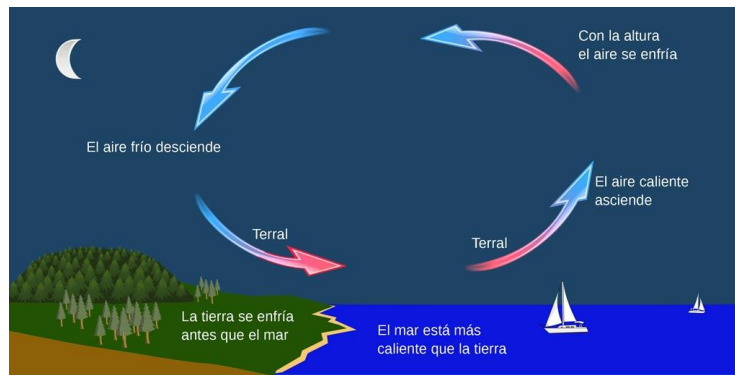 Con la altura
el aire se enfría
El aire frío desciende
El aire caliente
asciende
Terral
Terral
La tierra se enfría
antes que el mar
El mar está más
caliente que la tierra